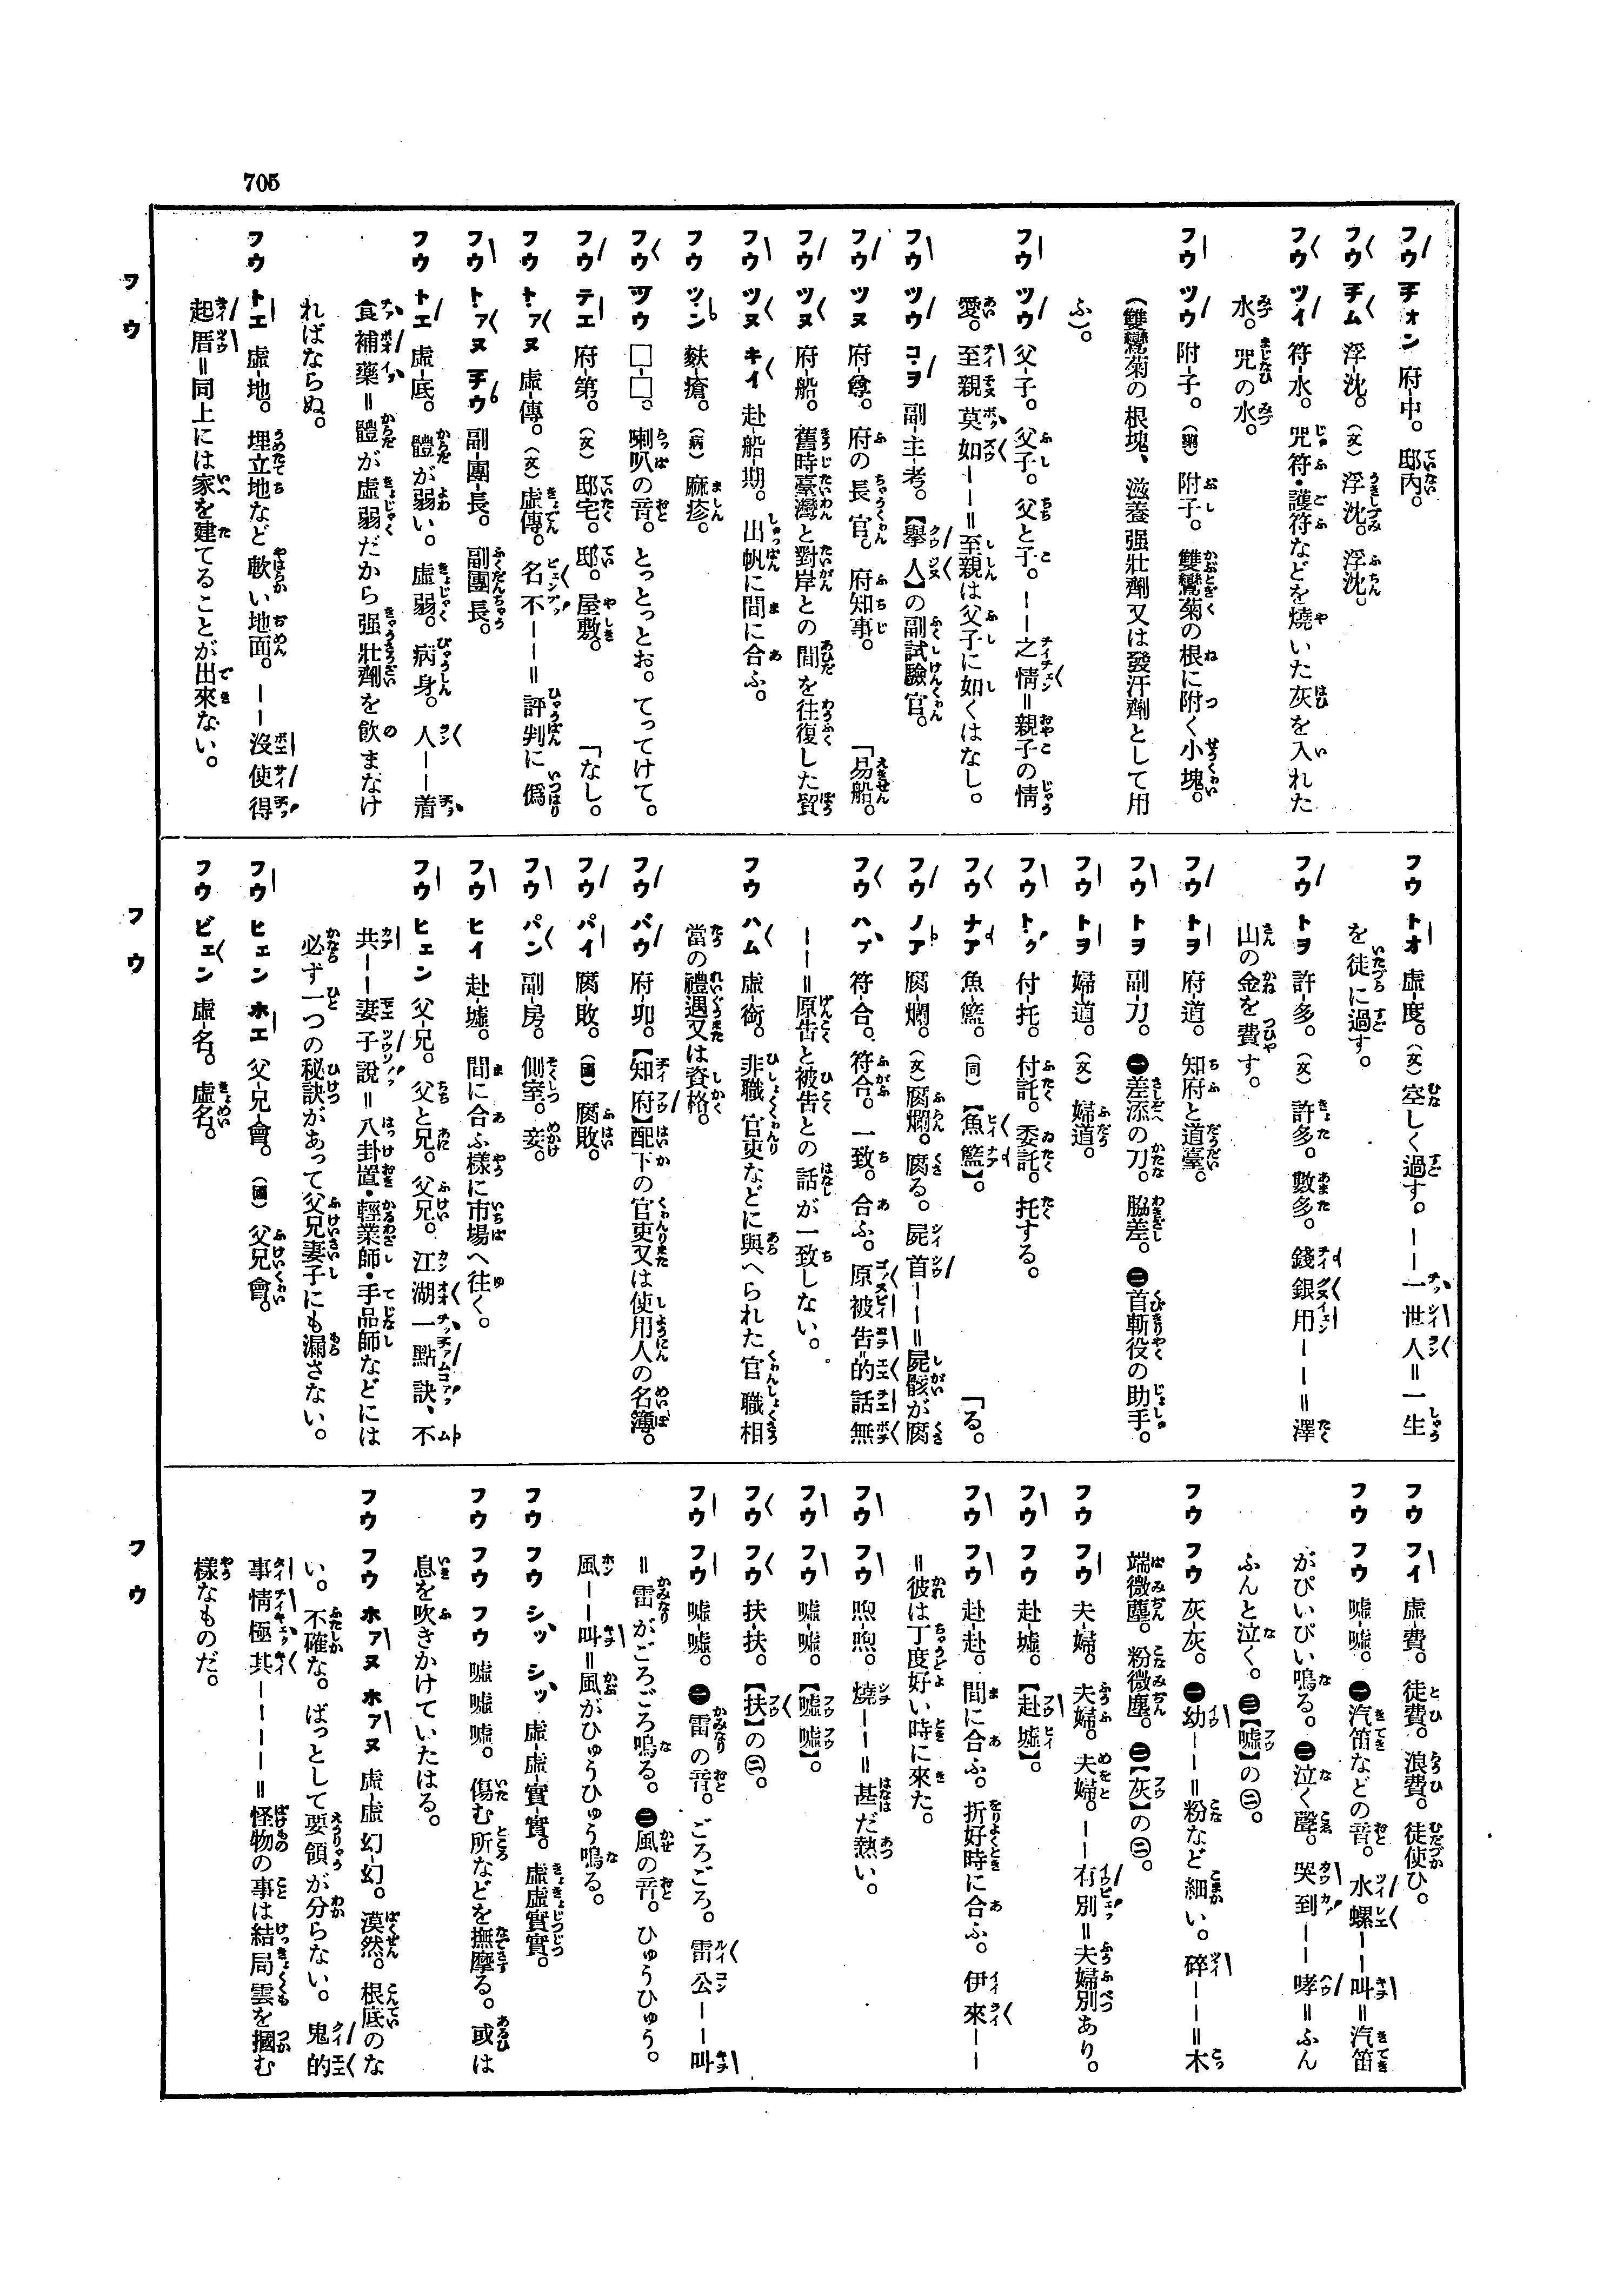 705
フウ チオン 府-中。邸內。
フウ チム 浮-沈。（文）浮沈。浮沈。
フウ ツイ 符-水。咒符・護符などを燒いた灰を入れた
水。咒の水。
フウ ツウ 附-子。（藥）附子。雙鸞菊の根に附く小塊。
（雙鸞菊の根塊、滋養强壯劑又は發汗劑として用
ふ）。
フウ ツウ 父-子。父子。父と子。――之情＝親子の情
愛。至親莫如――＝至親は父子に如くはなし。
フウ ツウ コヲ 副-主-考。【擧人】の副試驗官。
フウ ツヌ 府-尊。府の長官。府知事。 「易船。
フウ ツヌ 府-船。舊時臺灣と對岸との間を往復した貿
フウ ツヌ キイ 赴-船-期。出帆に間に合ふ。
フウ ツン 麩-瘡。（病）麻疹。
フウ ツウ □-□。喇叭の音。とっとっとお。てってけて。
フウ テエ 府-第。（文）邸宅。邸。屋敷。 「なし。
フウ トアヌ 虛-傳。（文）虛傳。名不――＝評判に僞
フウ トアヌ チウ 副-團-長。副團長。
フウ トエ 虛-底。體が弱い。虛弱。病身。人――着
食補藥＝體が虛弱だから强壯劑を飮まなけ
ればならぬ。
フウ トエ 虛-地。埋立地など軟い地面。――沒使得
起厝＝同上には家を建てることが出來ない。
フウ
フウ トオ 虛-度。（文）空しく過す。――一世人＝一生
を徒に過す。
フウ トヲ 許-多。（文）許多。數多。錢銀用――＝澤
山の金を費す。
フウ トヲ 府-道。知府と道臺。
フウ トヲ 副-刀。㊀差添の刀。脇差。㊁首斬役の助手。
フウ トヲ 婦-道。（文）婦道。
フウ トク 付-托。付託。委託。托する。
フウ ナア 魚-籃。（同）【魚籃】。 「る。
フウ ノア 腐-爛。（文）腐爛。腐る。屍首――＝屍骸が腐
フウ ハプ 符-合。符合。一致。合ふ。原被吿的話無
――＝原吿と被吿との話が一致しない。
フウ ハム 虛-銜。非職官吏などに與へられた官職相
當の禮遇又は資格。
フウ バウ 府-卯。【知府】配下の官吏又は使用人の名簿。
フウ パイ 腐-敗。（國）腐敗。
フウ パン 副-房。側室。妾。
フウ ヒイ 赴-墟。間に合ふ樣に市場へ往く。
フウ ヒエン 父-兄。父と兄。父兄。江湖一點訣、不
共――妻子說＝八卦置・輕業師・手品師などには
必ず一つの秘訣があって父兄妻子にも漏さない。
フウ ヒエン ホエ 父-兄-會。（國）父兄會。
フウ ビエン 虛-名。虛名。
フウ
フウ フイ 虛-費。徒費。浪費。徒使ひ。
フウ フウ 嘘-嘘。㊀汽笛などの音。水螺――叫＝汽笛
がぴいぴい鳴る。㊁泣く聲。哭到――哮＝ふん
ふんと泣く。㊂【嘘】の㊁。
フウ フウ 灰-灰。㊀幼――＝粉など細い。碎――＝木
端微塵。粉微塵。㊁【灰】の㊁。
フウ フウ 夫-婦。夫婦。夫婦。――有別＝夫婦別あり。
フウ フウ 赴-墟。【赴墟】。
フウ フウ 赴-赴。間に合ふ。折好時に合ふ。伊來――
＝彼は丁度好い時に來た。
フウ フウ 煦-煦。燒――＝甚だ熱い。
フウ フウ 嘘-嘘。【嘘嘘】。
フウ フウ 扶-扶。【扶】の㊁。
フウ フウ 嘘-嘘。㊀雷の音。ごろごろ。雷公――叫
＝雷がごろごろ鳴る。㊁風の音。ひゅうひゅう。
風――叫＝風がひゅうひゅう鳴る。
フウ フウ シッ シッ 虛-虛-實-實。虛虛實實。
フウ フウ フウ 嘘嘘嘘。傷む所などを撫摩る。或は
息を吹きかけていたはる。
フウ フウ ホアヌ ホアヌ 虛-虛幻-幻。漠然。根底のな
い。不確な。ばっとして要領が分らない。鬼的
事情極其――――＝怪物の事は結局雲を摑む
樣なものだ。
フウ